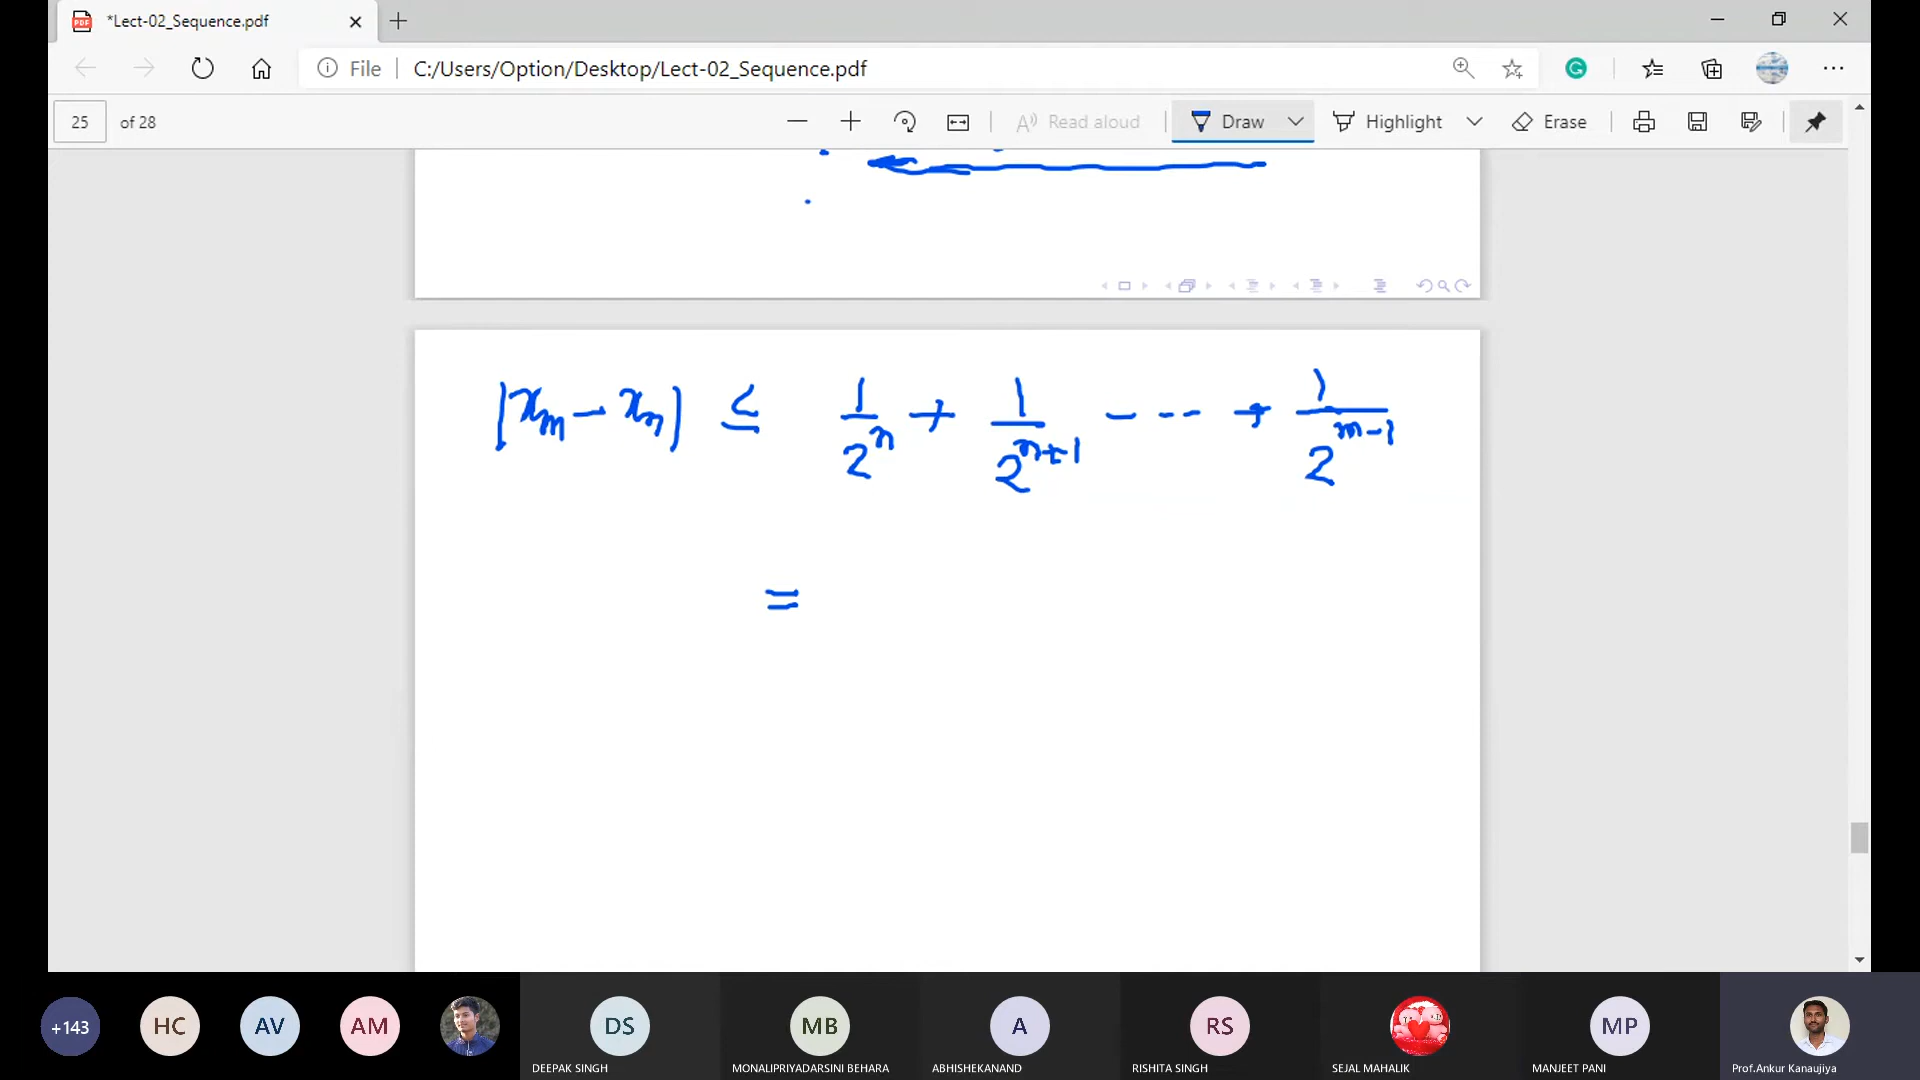 *Lect-02_Sequence.pdf
File | C:/Users/Option/Desktop/Lect-02_Sequence.pdf
25 of 28 Read aloud Draw Highlight Erase
|x_m - x_n| ≤ 1/2^n + 1/2^{n+1} - - - - + 1/2^{m-1}
=
+143 HC AV AM DS MB A RS MP
DEEPAK SINGH MONALIPRIYADARSINI BEHARA ABHISHEKANAND RISHITA SINGH SEJAL MAHALIK MANJEET PANI Prof.Ankur Kanaujiya